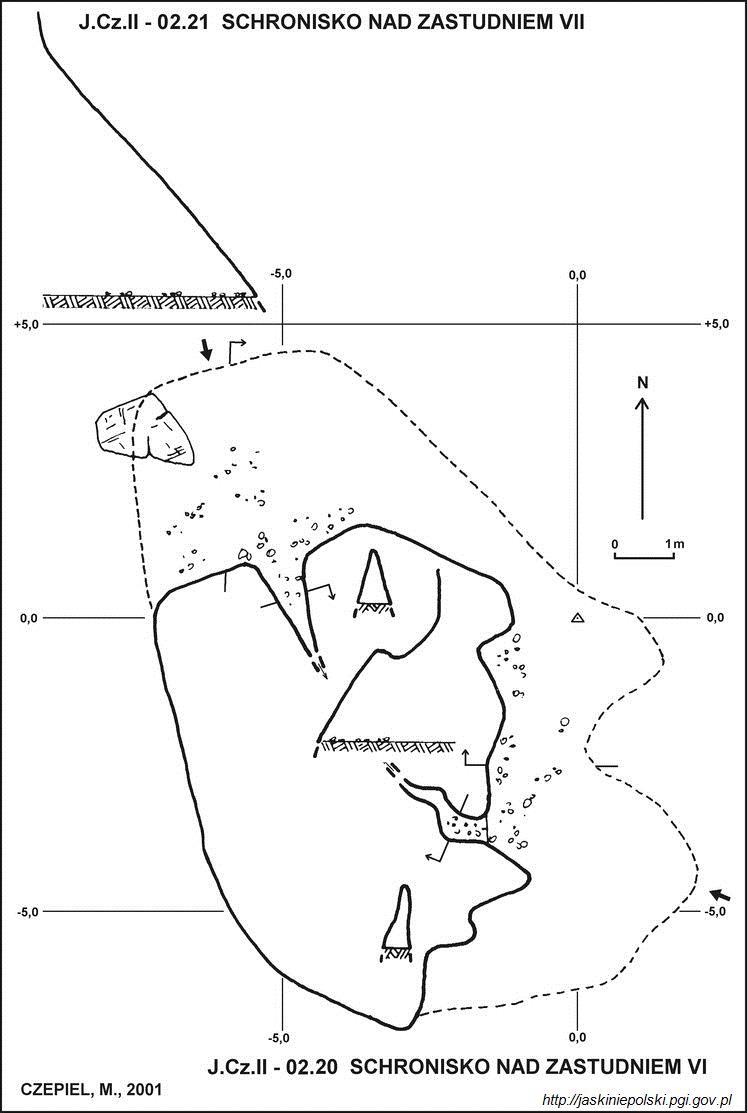 J.Cz.II - 02.21 SCHRONISKO NAD ZASTUDNIEM VII
-5,0 0,0
+5,0 +5,0
N
0 1m
0,0 0,0
-5,0 -5,0
-5,0 0,0
J.Cz.II - 02.20 SCHRONISKO NAD ZASTUDNIEM VI
CZEPIEL, M., 2001
http://jaskiniepolski.pgi.gov.pl